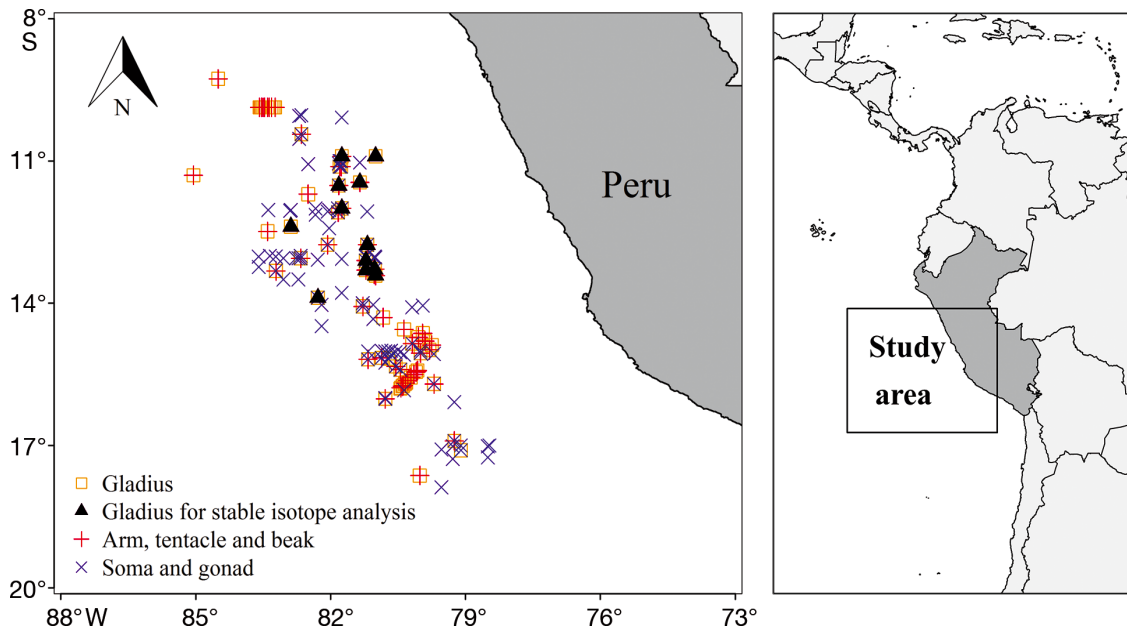 8°
S
N
11°
Peru
14°
17°
Gladius
Gladius for stable isotope analysis
Arm, tentacle and beak
Soma and gonad
20°
88°W 85° 82° 79° 76° 73°
Study
area